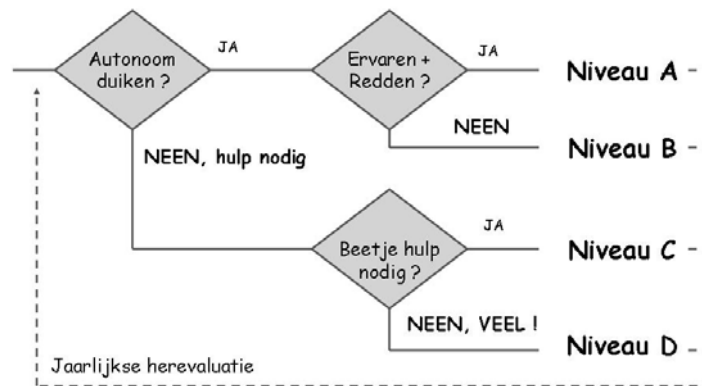 Autonoom
duiken ?
JA
Ervaren +
Redden ?
JA
Niveau A
NEEN
Niveau B
NEEN, hulp nodig
Beetje hulp
nodig ?
JA
Niveau C
NEEN, VEEL !
Niveau D
Jaarlijkse herevaluatie